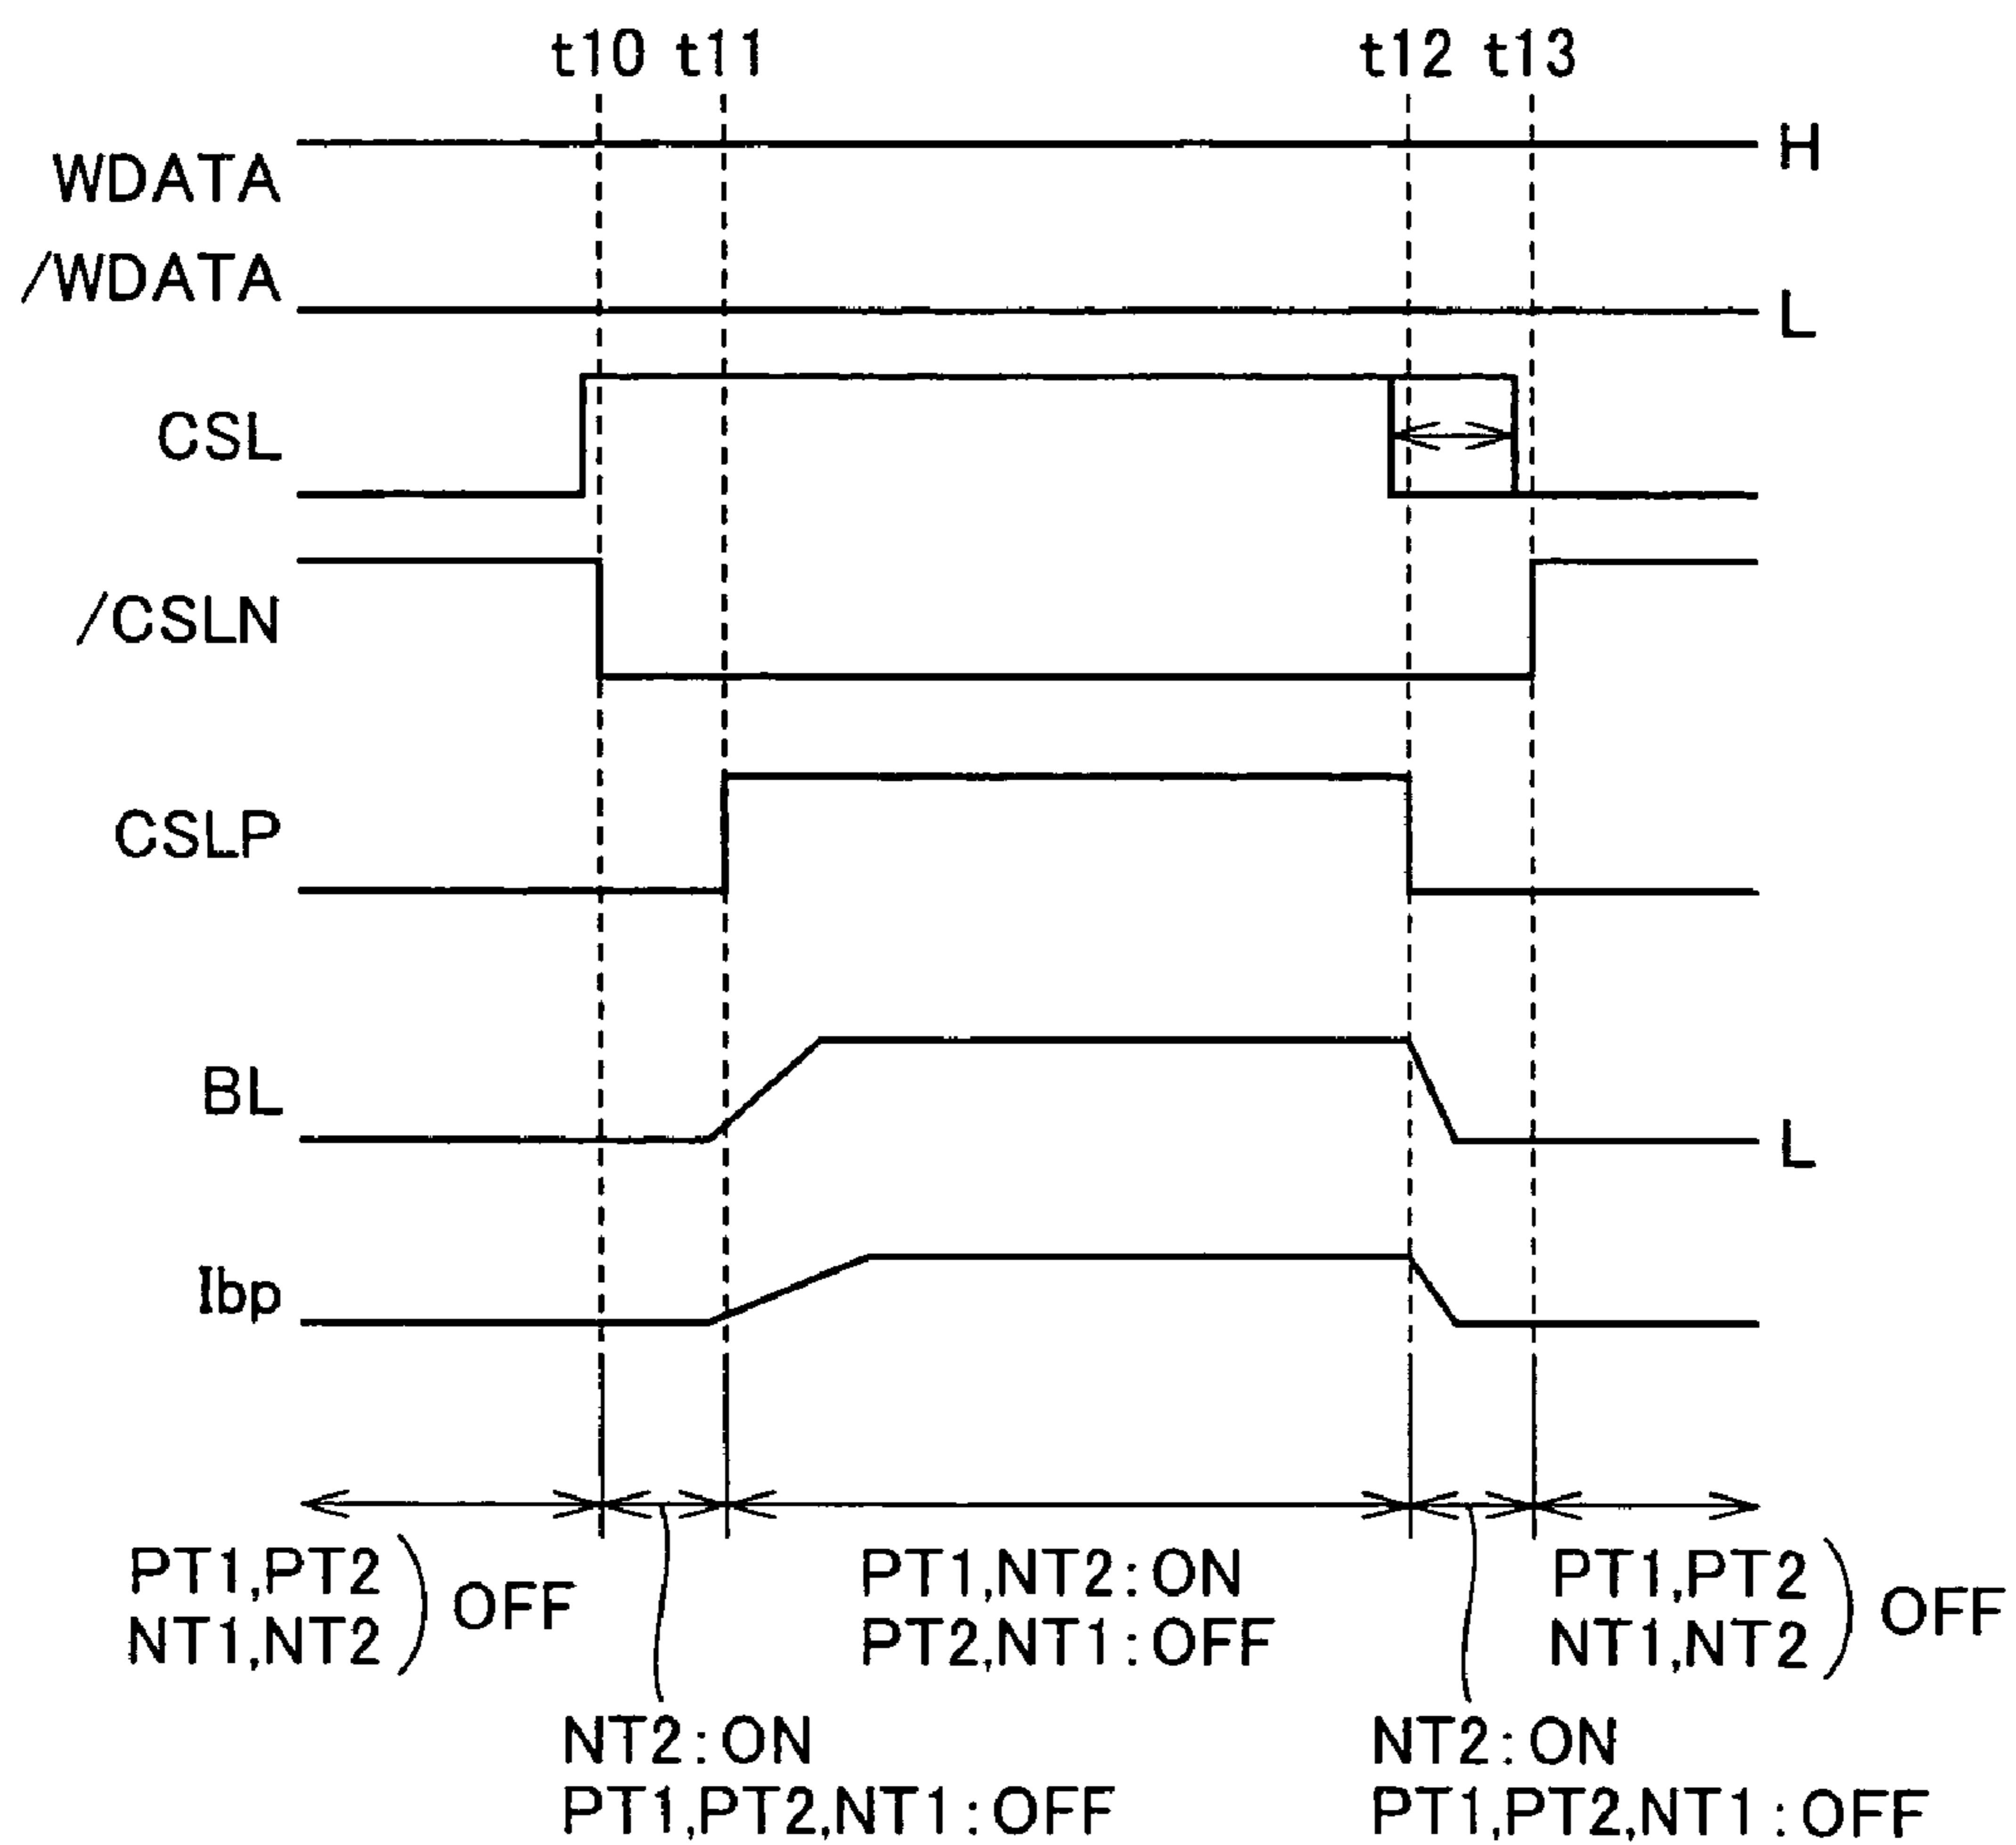 t10 t11 t12 t13
WDATA H
/WDATA L
CSL
/CSLN
CSLP
BL L
Ibp
PT1,PT2
NT1,NT2 ) OFF
PT1,NT2:ON
PT2,NT1:OFF
PT1,PT2
NT1,NT2 ) OFF
NT2:ON
PT1,PT2,NT1:OFF
NT2:ON
PT1,PT2,NT1:OFF